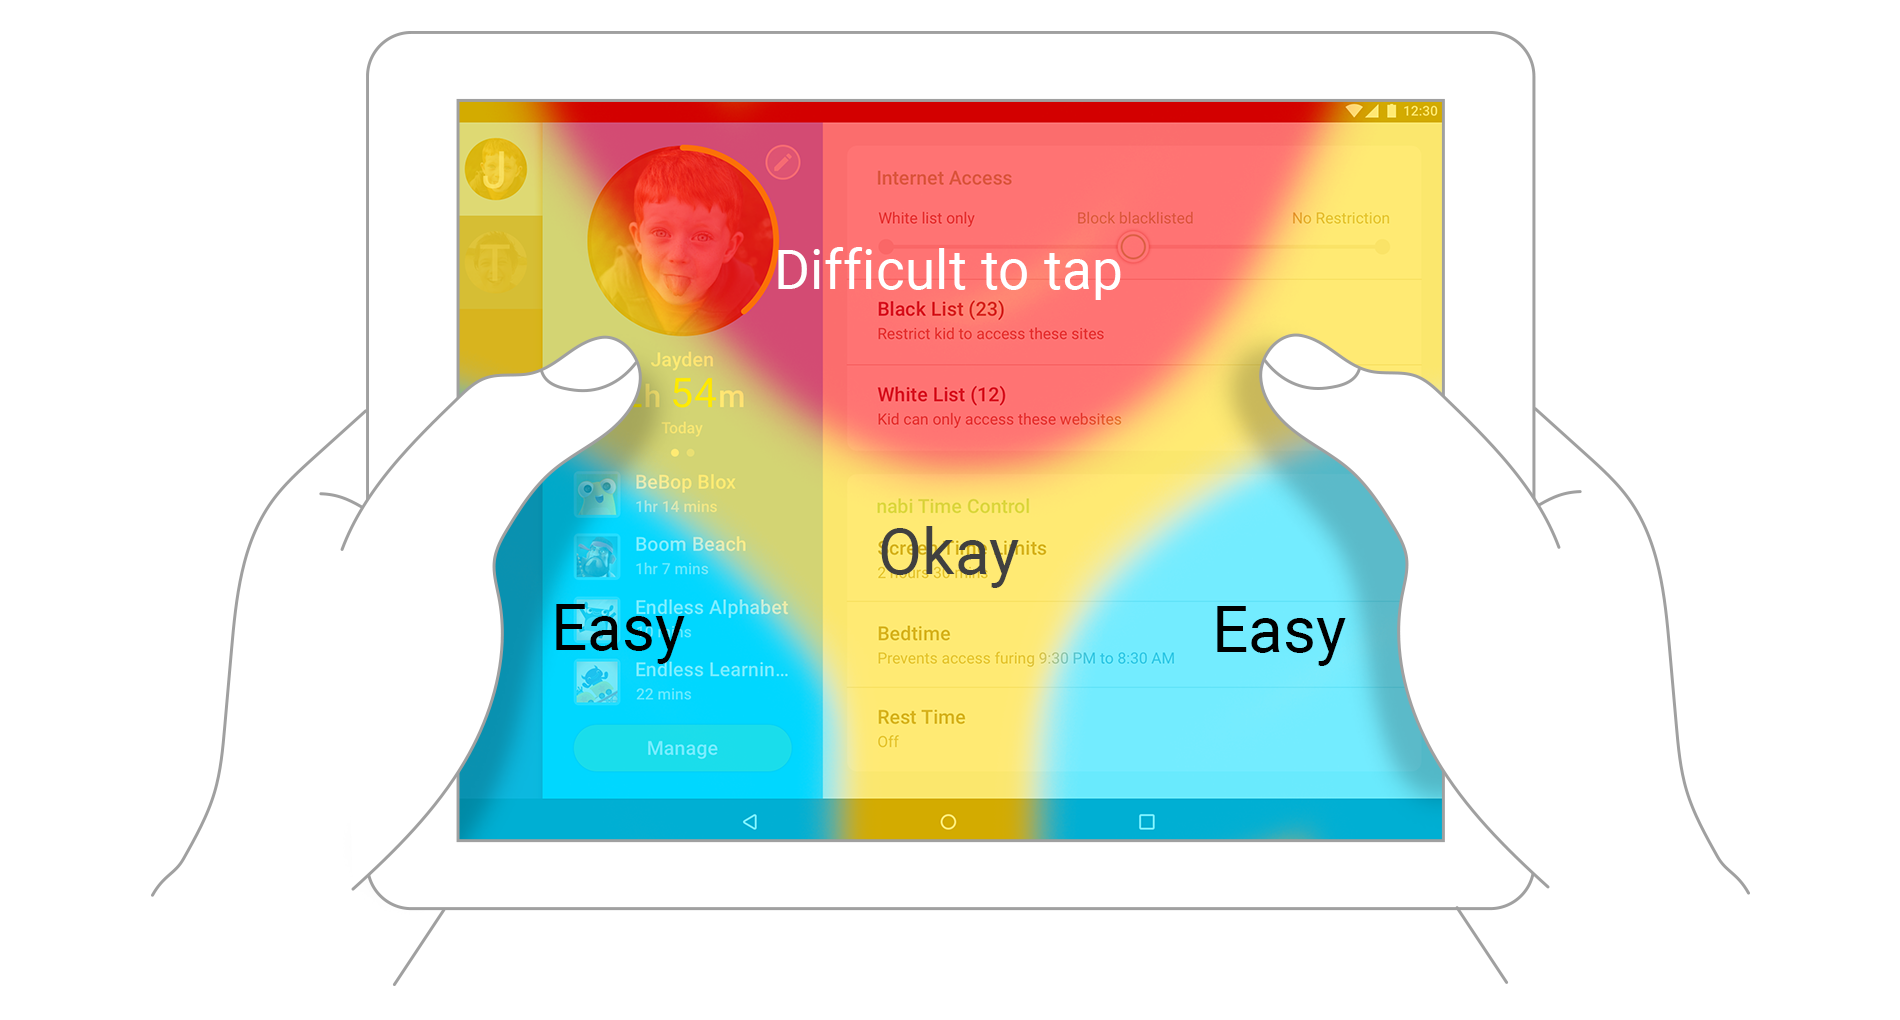 12:30
J
T
Internet Access
White list only
Block blacklisted
No Restriction
Difficult to tap
Black List (23)
Restrict kid to access these sites
Jayden
h 54m
Today
White List (12)
Kid can only access these websites
BeBop Blox
1hr 14 mins
Boom Beach
1hr 7 mins
Endless Alphabet
mins
Endless Learnin...
22 mins
Manage
Easy
nabi Time Control
Okay
Screen Time Limits
2 hours 30 mins
Bedtime
Prevents access furing 9:30 PM to 8:30 AM
Rest Time
Off
Easy